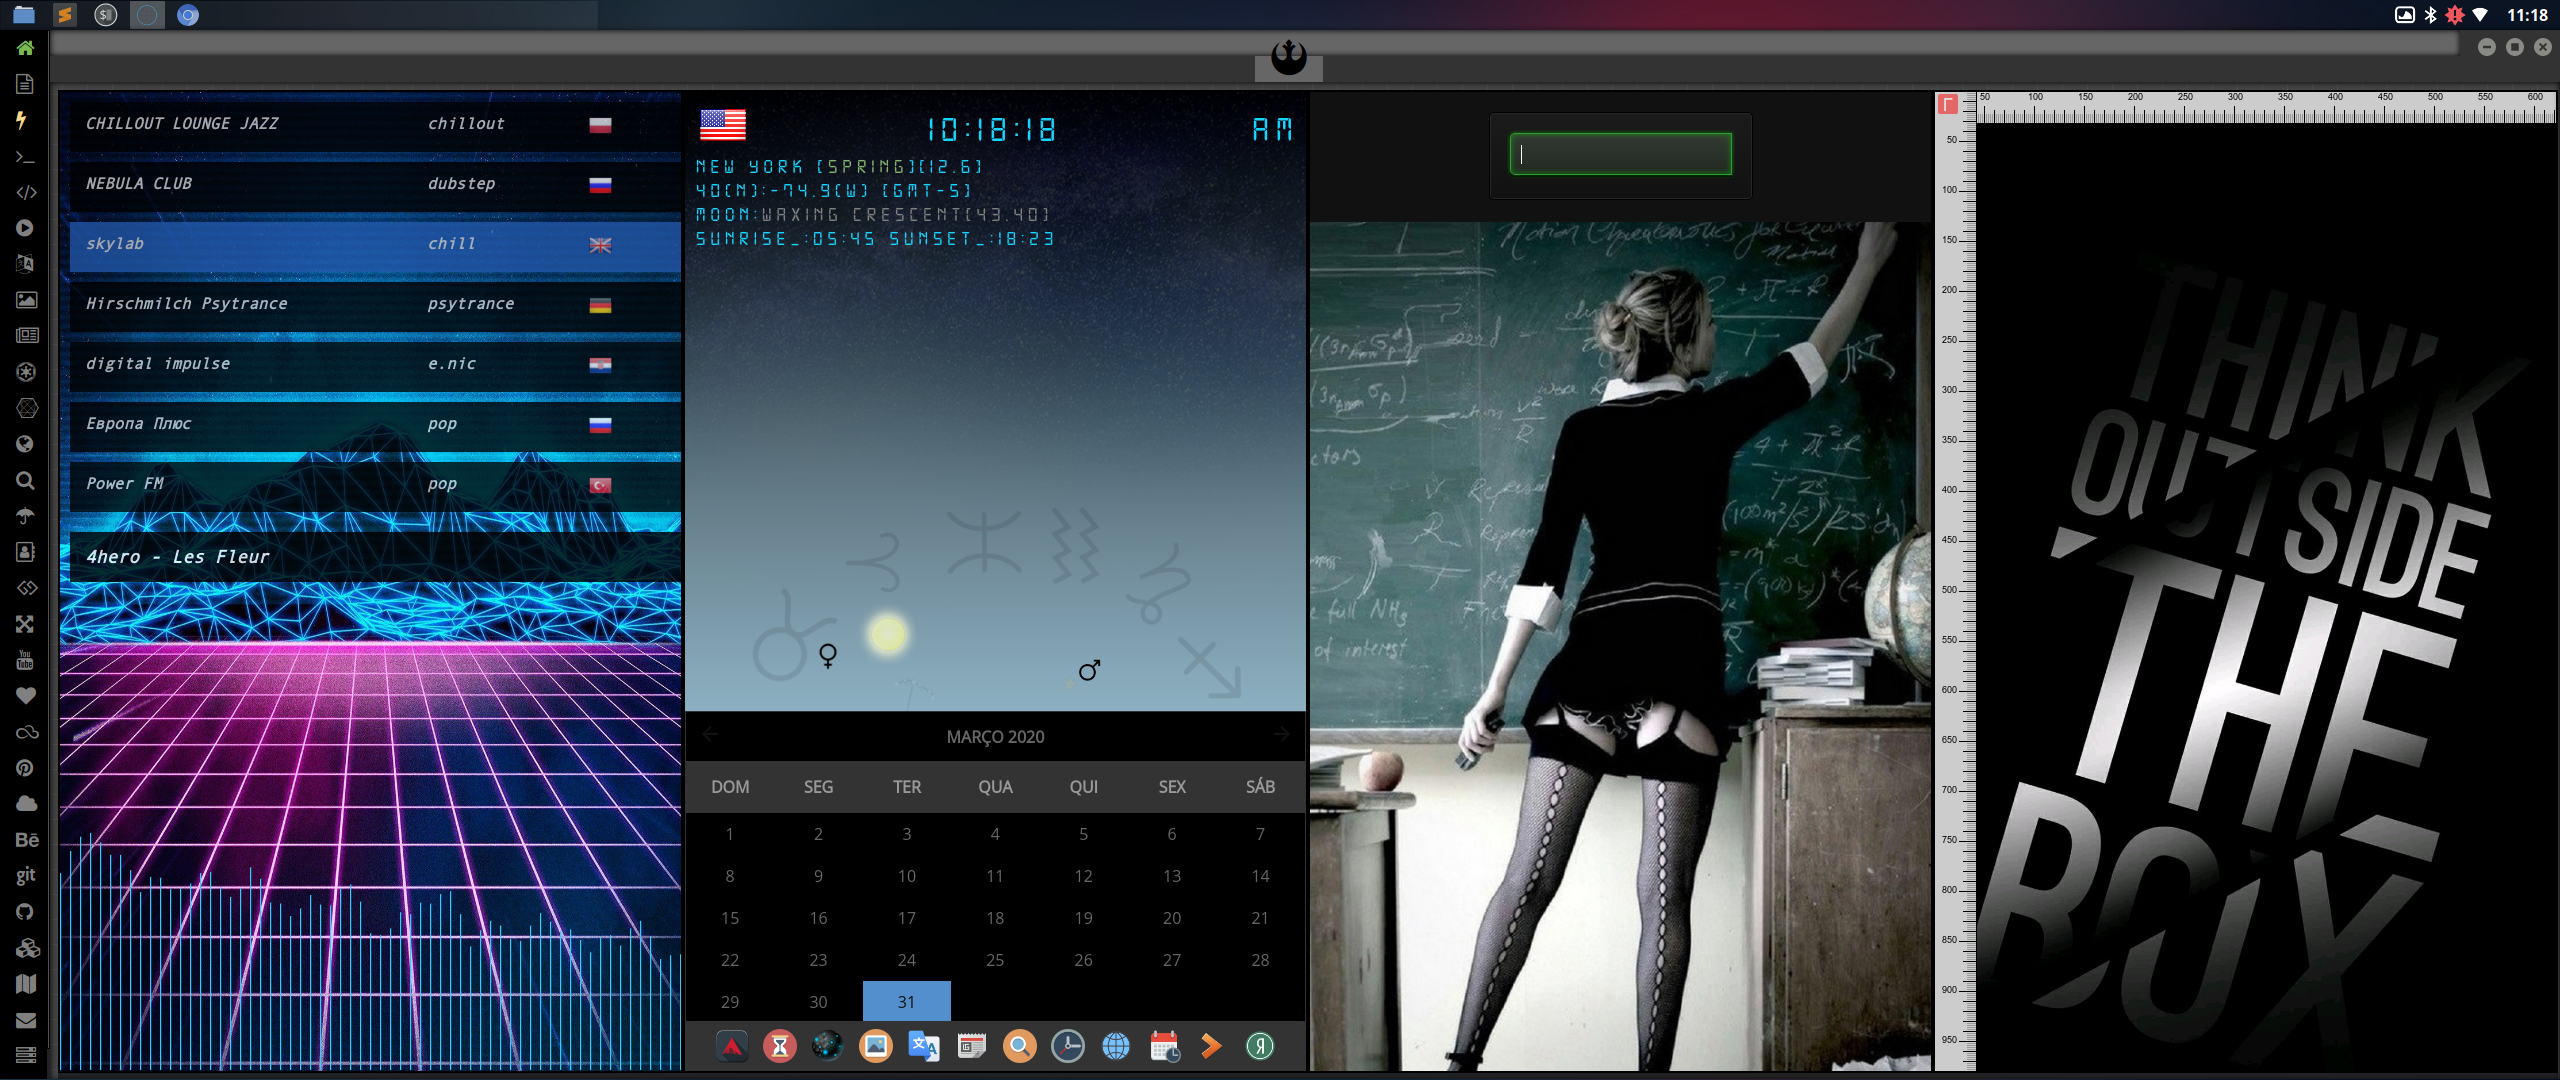 11:18
CHILLOUT LOUNGE JAZZ chillout
NEBULA CLUB dubstep
skylab chill
Hirschmilch Psytrance psytrance
digital impulse e.nic
Европа Плюс pop
Power FM pop
4hero - Les Fleur
You
Tube
Bē
git
10:18:18 AM
NEW YORK [SPRING][12.6]
40(N):-74.9(W) [GMT-5]
MOON:WAXING CRESCENT[43.40]
SUNRISE_:05:45 SUNSET_:18:23
MARÇO 2020
DOM SEG TER QUA QUI SEX SÁB
1 2 3 4 5 6 7
8 9 10 11 12 13 14
15 16 17 18 19 20 21
22 23 24 25 26 27 28
29 30 31
of interest
50 100 150 200 250 300 350 400 450 500 550 600
50
100
150
200
250
300
350
400
450
500
550
600
650
700
750
800
850
900
950
THINK
OUTSIDE
THE
BOX